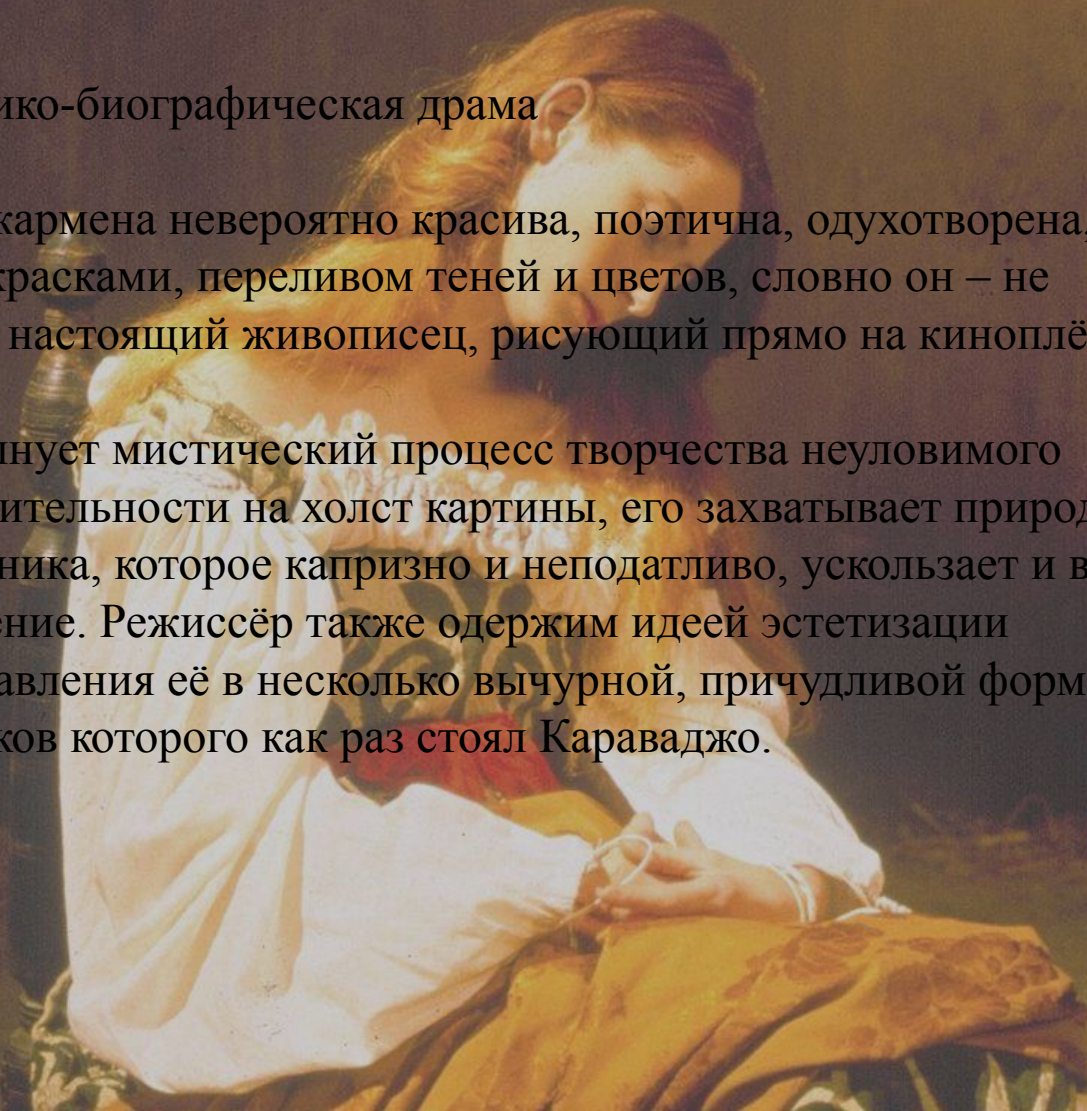 ико-биографическая драма
кармена невероятно красива, поэтична, одухотворена,
красками, переливом теней и цветов, словно он – не
настоящий живописец, рисующий прямо на киноплё
нует мистический процесс творчества неуловимого
ительности на холст картины, его захватывает природ
ника, которое капризно и неподатливо, ускользает и в
ение. Режиссёр также одержим идеей эстетизации
авления её в несколько вычурной, причудливой форм
ков которого как раз стоял Караваджо.